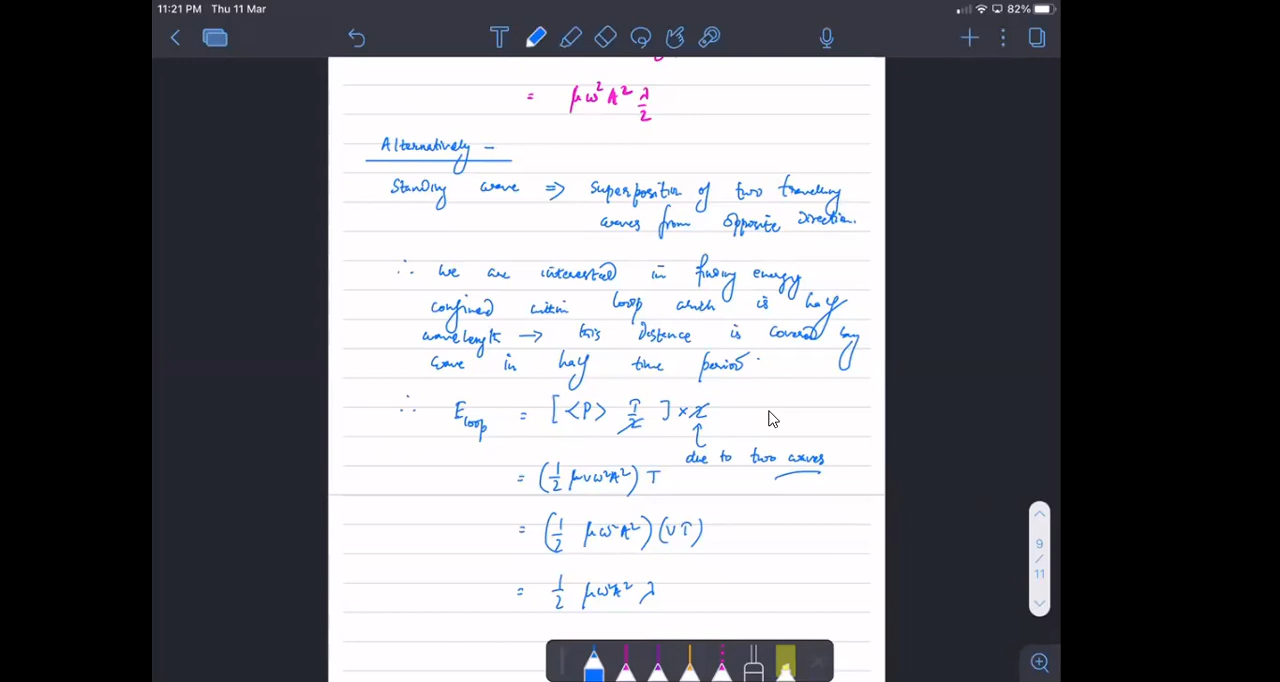 11:21 PM Thu 11 Mar
82%
= μω²A² λ/2
Alternatively -
Standing wave => superposition of two travelling
waves from opposite direction.
∴ we are interested in finding energy
confined within loop which is half
wavelength → this distance is covered by
wave in half time period.
∴ E_loop = [<P> T/2] × 2
due to two waves
= (1/2 μvω²A²) T
= (1/2 μω²A²) (VT)
= 1/2 μω²A² λ
9
/
11